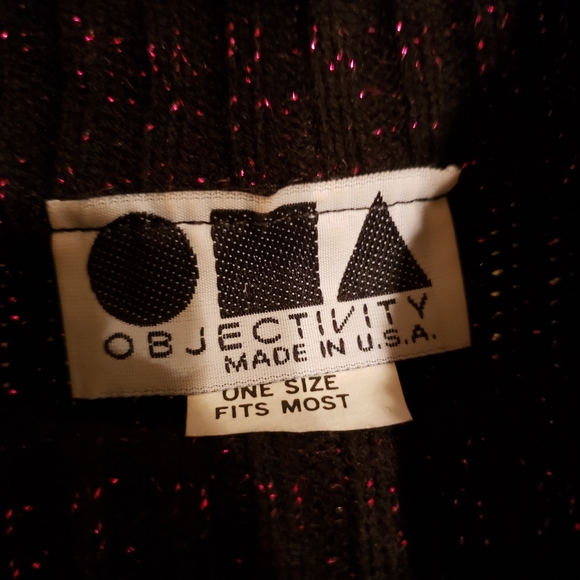 OBJECTIVITY
MADE IN U.S.A.
ONE SIZE
FITS MOST